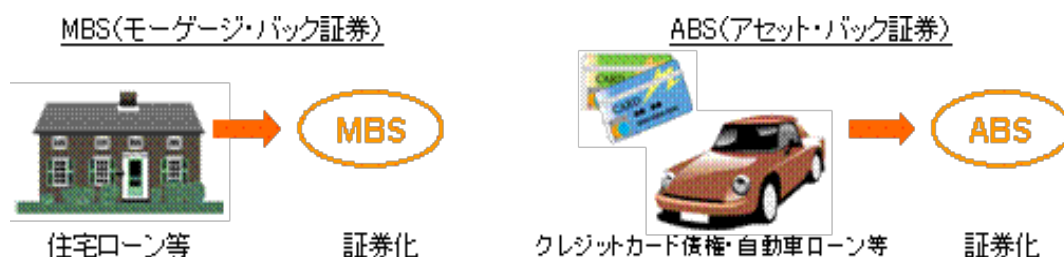 MBS(モーゲージ・バック証券)
ABS(アセット・バック証券)
CARD
CARD
MBS
ABS
住宅ローン等
証券化
クレジットカード債権・自動車ローン等
証券化